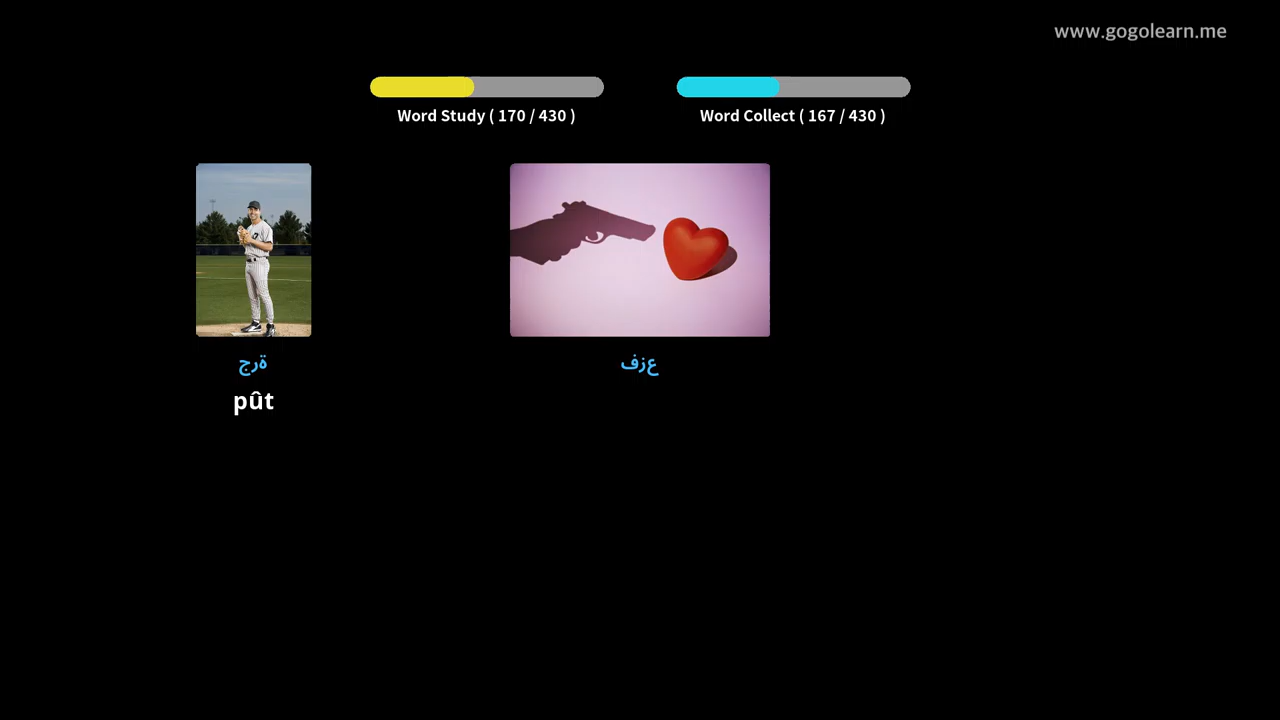 www.gogolearn.me
Word Study ( 170 / 430 )
Word Collect ( 167 / 430 )
ةرج
عزف
pût